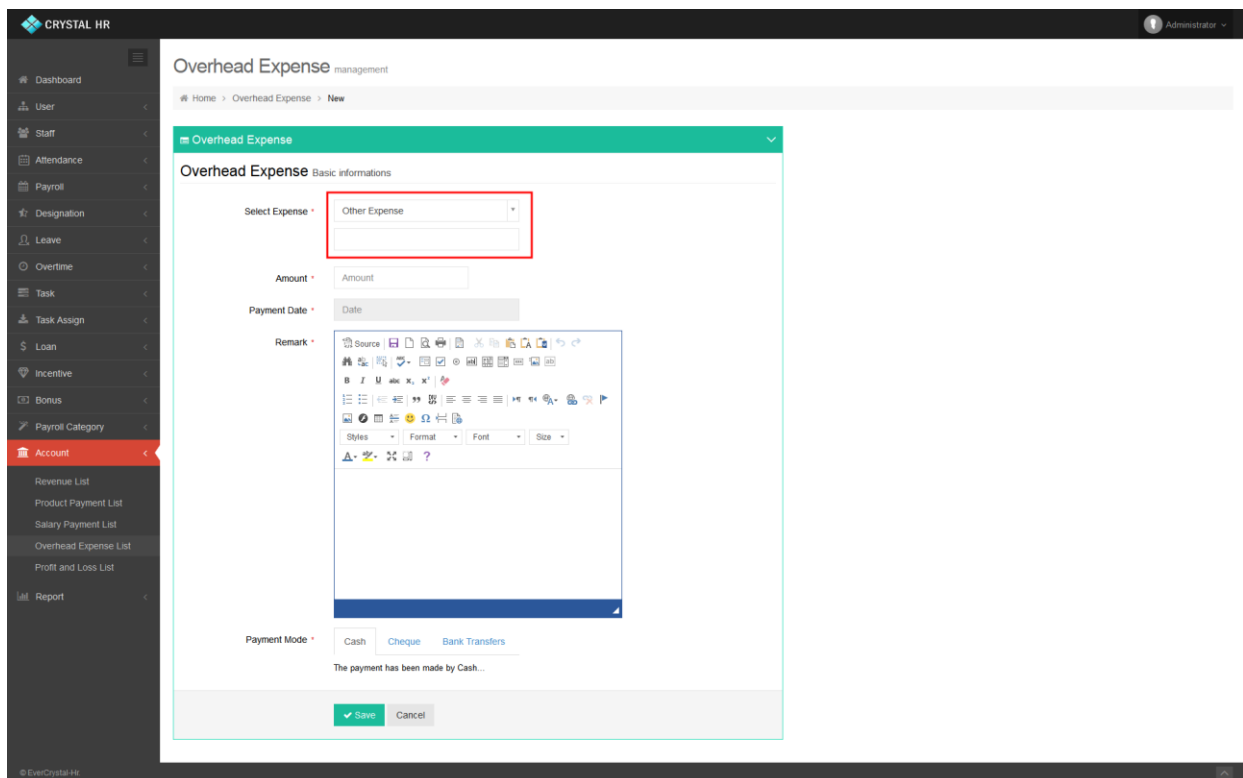 CRYSTAL HR
Administrator
Dashboard
User
Staff
Attendance
Payroll
Designation
Leave
Overtime
Task
Task Assign
Loan
Incentive
Bonus
Payroll Category
Account
Revenue List
Product Payment List
Salary Payment List
Overhead Expense List
Profit and Loss List
Report
Overhead Expense management
Home > Overhead Expense > New
Overhead Expense
Overhead Expense Basic informations
Select Expense *
Other Expense
Amount *
Amount
Payment Date *
Date
Remark *
Source
B I U abc x, x²
Styles Format Font Size
A
?
Payment Mode *
Cash Cheque Bank Transfers
The payment has been made by Cash...
Save Cancel
© EverCrystal-Hr.